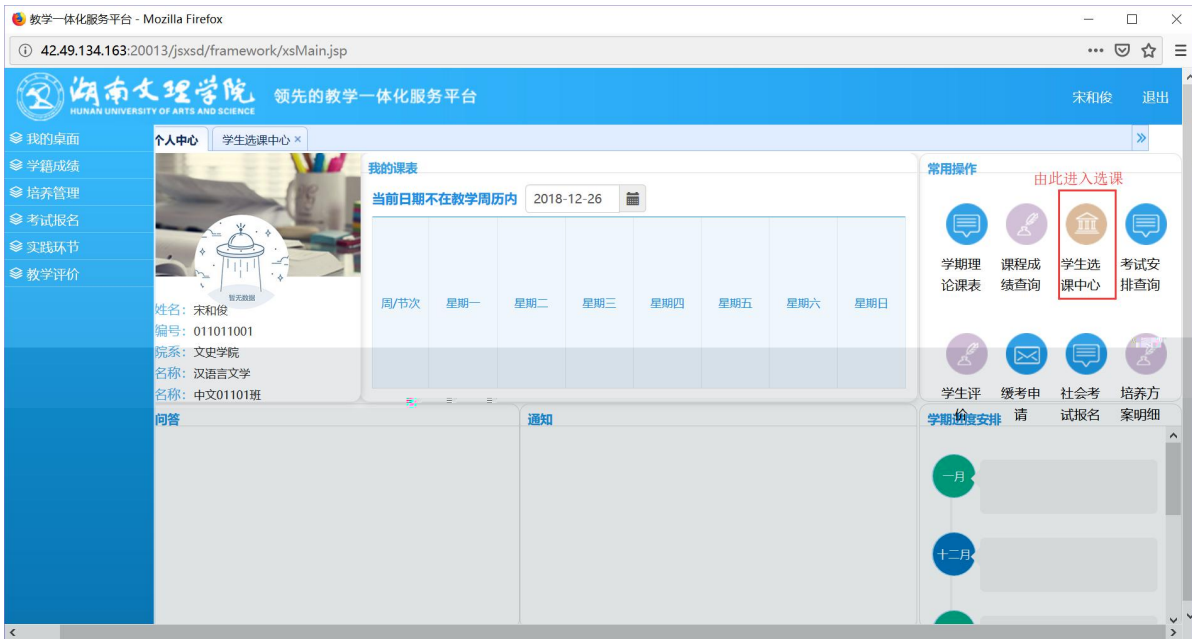 教学一体化服务平台 - Mozilla Firefox
42.49.134.163:20013/jsxsd/framework/xsMain.jsp
湖南文理学院
HUNAN UNIVERSITY OF ARTS AND SCIENCE
领先的教学一体化服务平台
宋和俊 退出
我的桌面
学籍成绩
培养管理
考试报名
实践环节
教学评价
个人中心 学生选课中心
暂无数据
姓名：宋和俊
编号：011011001
院系：文史学院
名称：汉语言文学
名称：中文01101班
我的课表
当前日期不在教学周历内 2018-12-26
周/节次 星期一 星期二 星期三 星期四 星期五 星期六 星期日
常用操作
由此进入选课
学期理论课表
课程成绩查询
学生选课中心
考试安排查询
学生评价
缓考申请
社会考试报名
培养方案明细
问答
通知
学期进度安排
一月
十二月